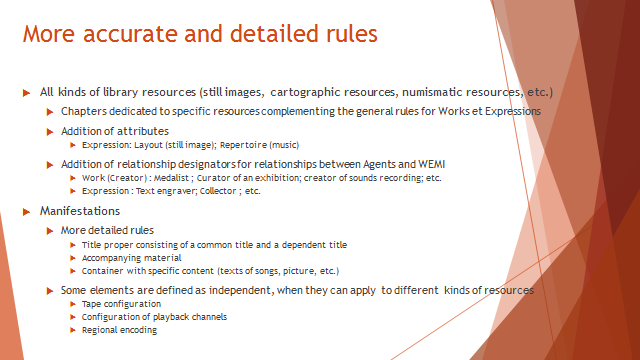 More accurate and detailed rules
All kinds of library resources (still images, cartographic resources, numismatic resources, etc.)
Chapters dedicated to specific resources complementing the general rules for Works et Expressions
Addition of attributes
Expression: Layout (still image); Repertoire (music)
Addition of relationship designators for relationships between Agents and WEMI
Work (Creator) : Medalist ; Curator of an exhibition; creator of sounds recording; etc.
Expression : Text engraver; Collector ; etc.
Manifestations
More detailed rules
Title proper consisting of a common title and a dependent title
Accompanying material
Container with specific content (texts of songs, picture, etc.)
Some elements are defined as independent, when they can apply to different kinds of resources
Tape configuration
Configuration of playback channels
Regional encoding